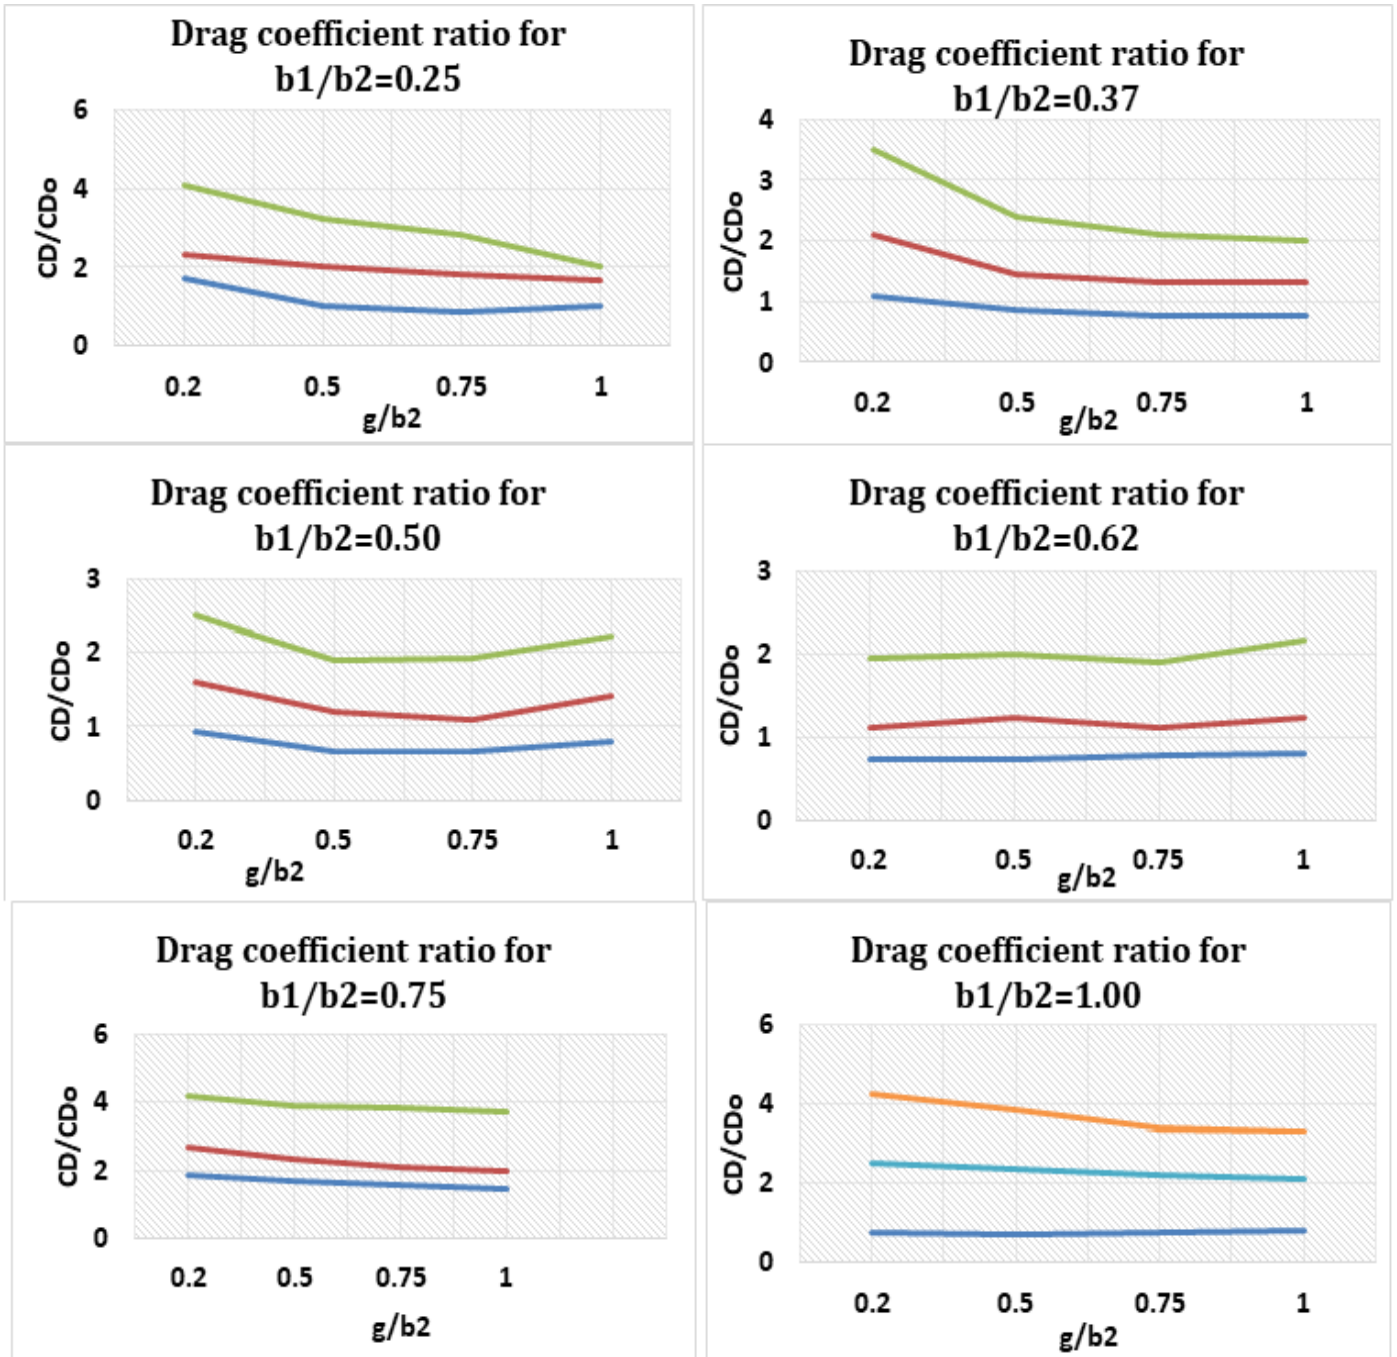 Drag coefficient ratio for
b1/b2=0.25
6
4
2
0
CD/CDo
0.2 0.5 0.75 1
g/b2
Drag coefficient ratio for
b1/b2=0.37
4
3
2
1
0
CD/CDo
0.2 0.5 0.75 1
g/b2
Drag coefficient ratio for
b1/b2=0.50
3
2
1
0
CD/CDo
0.2 0.5 0.75 1
g/b2
Drag coefficient ratio for
b1/b2=0.62
3
2
1
0
CD/CDo
0.2 0.5 0.75 1
g/b2
Drag coefficient ratio for
b1/b2=0.75
6
4
2
0
CD/CDo
0.2 0.5 0.75 1
g/b2
Drag coefficient ratio for
b1/b2=1.00
6
4
2
0
CD/CDo
0.2 0.5 0.75 1
g/b2